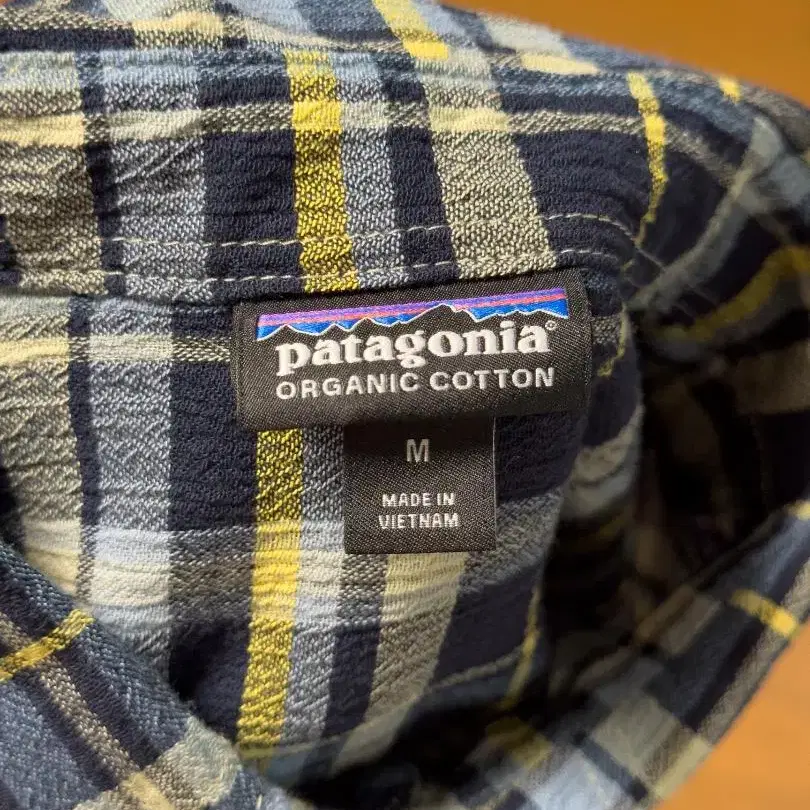 patagonia®
ORGANIC COTTON
M
MADE IN
VIETNAM